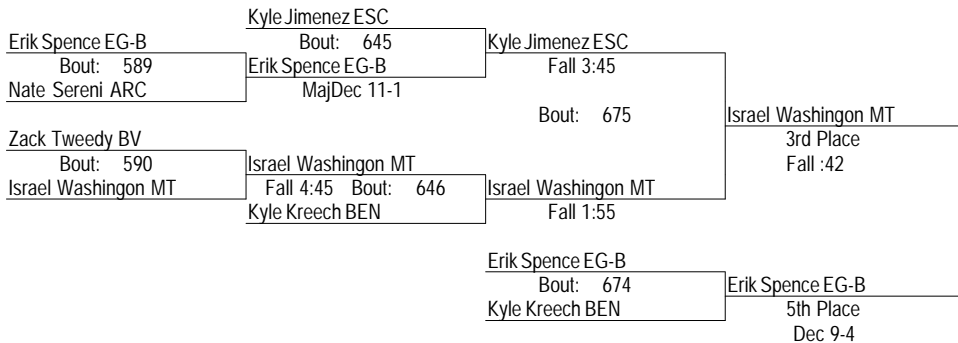 Kyle Jimenez ESC
Erik Spence EG-B
Bout: 645
Kyle Jimenez ESC
Bout: 589
Erik Spence EG-B
Fall 3:45
Nate Sereni ARC
MajDec 11-1
Bout: 675
Israel Washingon MT
Zack Tweedy BV
3rd Place
Bout: 590
Israel Washingon MT
Fall :42
Israel Washingon MT
Fall 4:45 Bout: 646
Israel Washingon MT
Kyle Kreech BEN
Fall 1:55
Erik Spence EG-B
Bout: 674
Erik Spence EG-B
Kyle Kreech BEN
5th Place
Dec 9-4